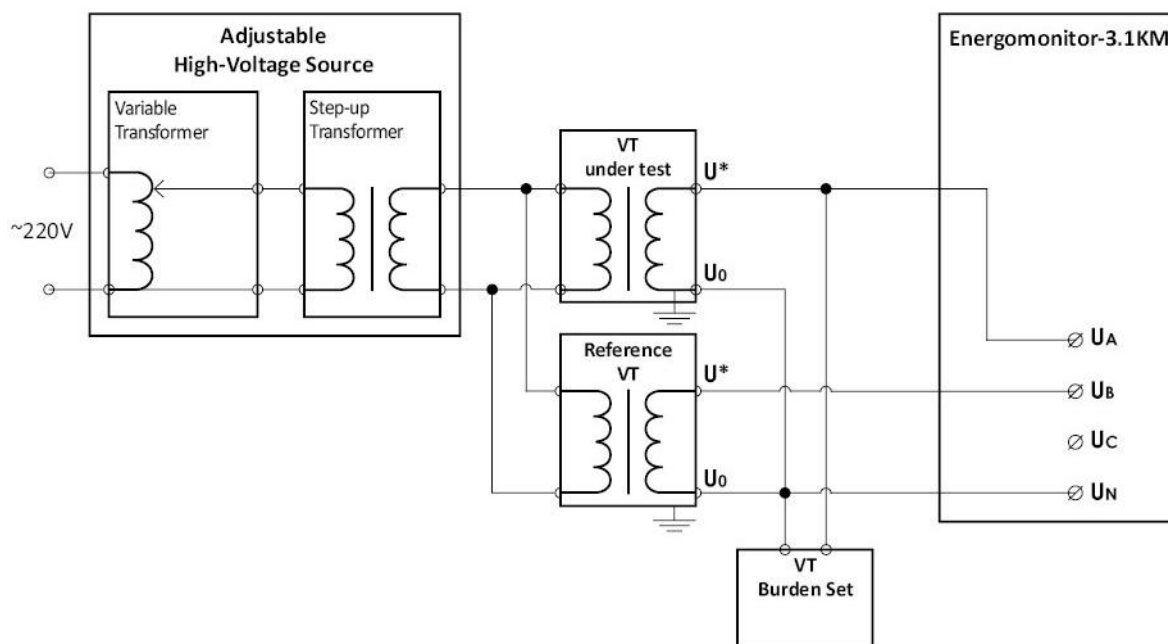 Adjustable
High-Voltage Source
Energomonitor-3.1KM
Variable
Transformer
Step-up
Transformer
VT
under test
U*
~220V
U0
UA
Reference
VT
U*
UB
UC
U0
UN
VT
Burden Set